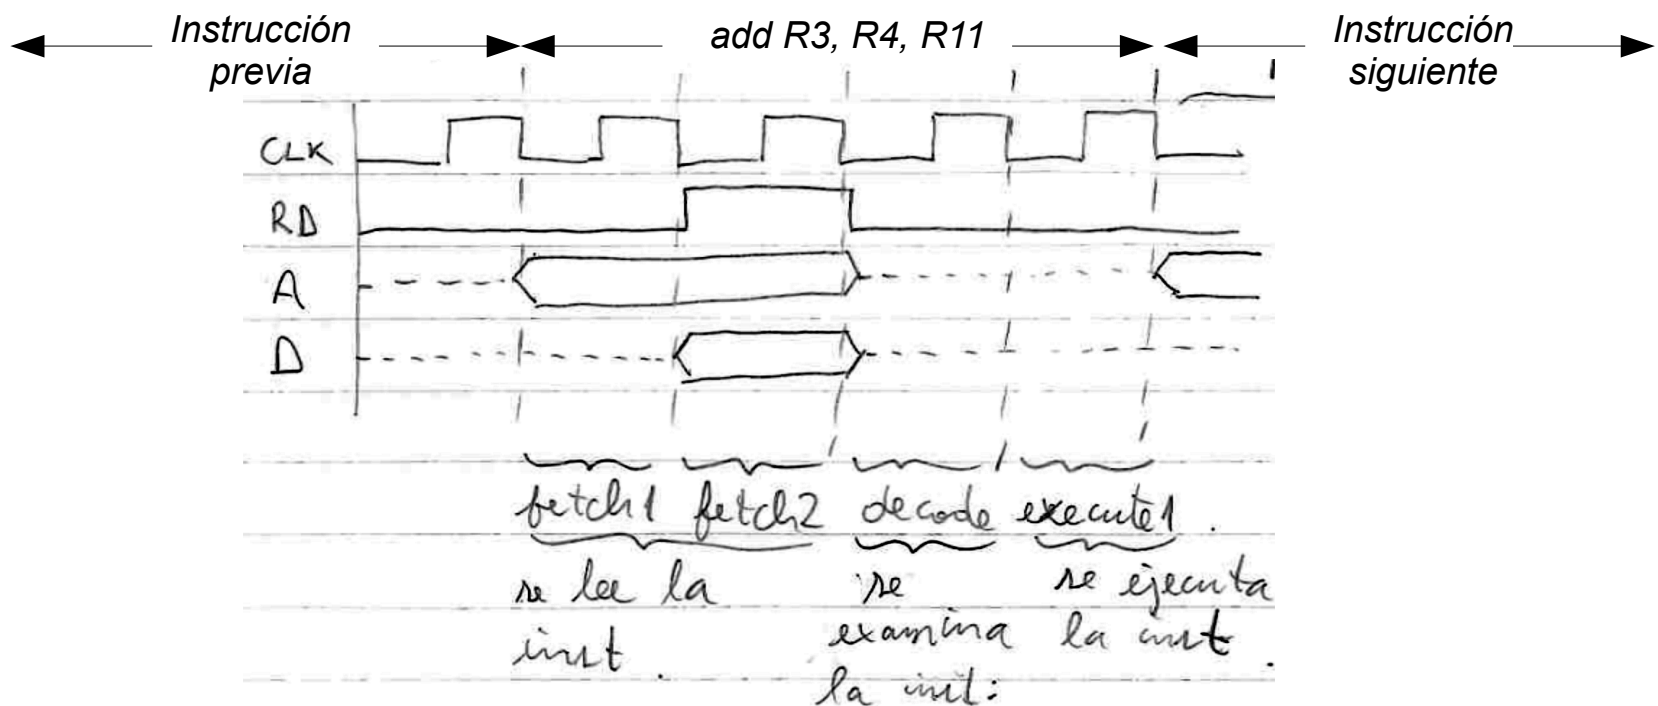 Instrucción previa
add R3, R4, R11
Instrucción siguiente
CLK
RD
A
D
fetch1 fetch2 decode execute1.
se lee la inst.
se examina la inst:
se ejecuta la inst.